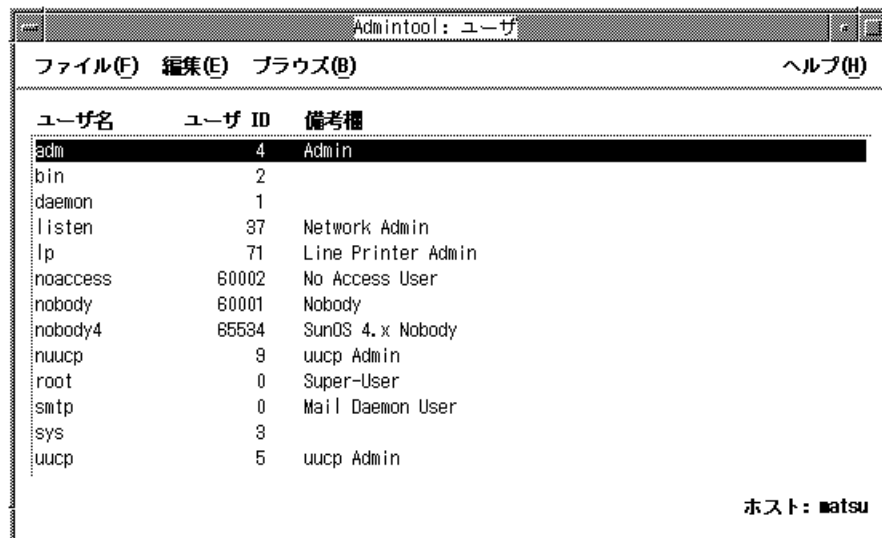 Admintool: ユーザ
ファイル(F) 編集(E) ブラウズ(B) ヘルプ(H)
ユーザ名 ユーザ ID 備考欄
adm 4 Admin
bin 2
daemon 1
listen 37 Network Admin
lp 71 Line Printer Admin
noaccess 60002 No Access User
nobody 60001 Nobody
nobody4 65534 SunOS 4.x Nobody
nuucp 9 uucp Admin
root 0 Super-User
smtp 0 Mail Daemon User
sys 3
uucp 5 uucp Admin
ホスト: matsu